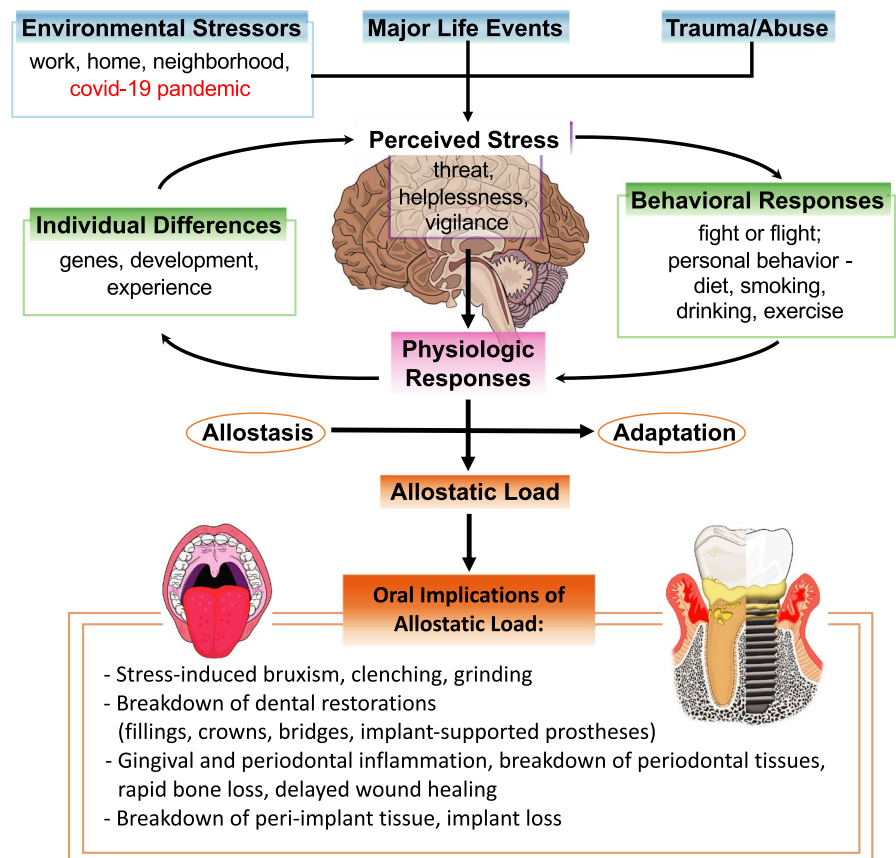 Environmental Stressors
work, home, neighborhood,
covid-19 pandemic
Major Life Events
Trauma/Abuse
Perceived Stress
threat,
helplessness,
vigilance
Individual Differences
genes, development,
experience
Behavioral Responses
fight or flight;
personal behavior -
diet, smoking,
drinking, exercise
Physiologic
Responses
Allostasis
Adaptation
Allostatic Load
Oral Implications of
Allostatic Load:
- Stress-induced bruxism, clenching, grinding
- Breakdown of dental restorations
(fillings, crowns, bridges, implant-supported prostheses)
- Gingival and periodontal inflammation, breakdown of periodontal tissues,
rapid bone loss, delayed wound healing
- Breakdown of peri-implant tissue, implant loss